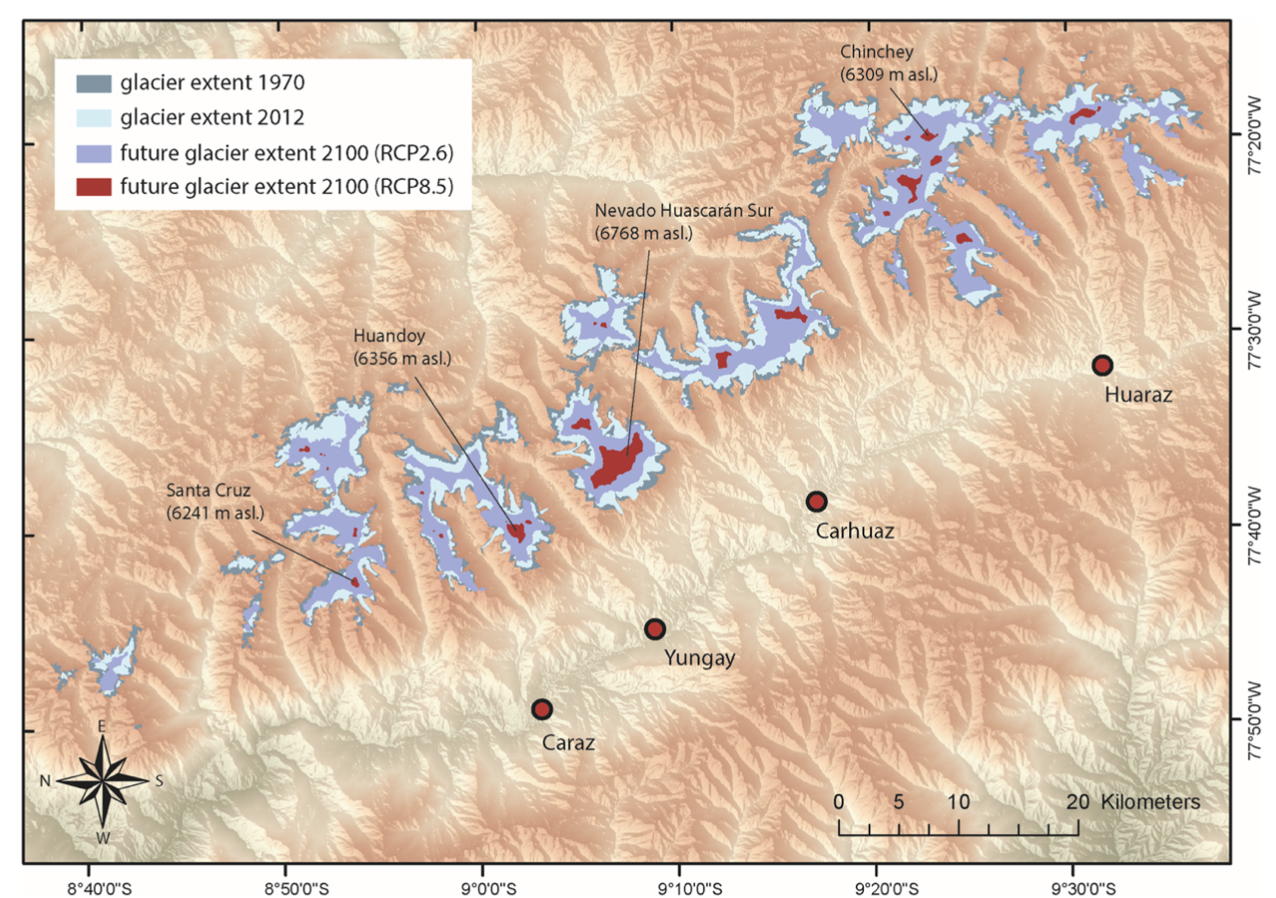 glacier extent 1970
glacier extent 2012
future glacier extent 2100 (RCP2.6)
future glacier extent 2100 (RCP8.5)
Chinchey
(6309 m asl.)
Nevado Huascarán Sur
(6768 m asl.)
Huandoy
(6356 m asl.)
Santa Cruz
(6241 m asl.)
Huaraz
Carhuaz
Yungay
Caraz
E
N
S
W
0 5 10 20 Kilometers
77°20'0"W
77°30'0"W
77°40'0"W
77°50'0"W
8°40'0"S
8°50'0"S
9°0'0"S
9°10'0"S
9°20'0"S
9°30'0"S